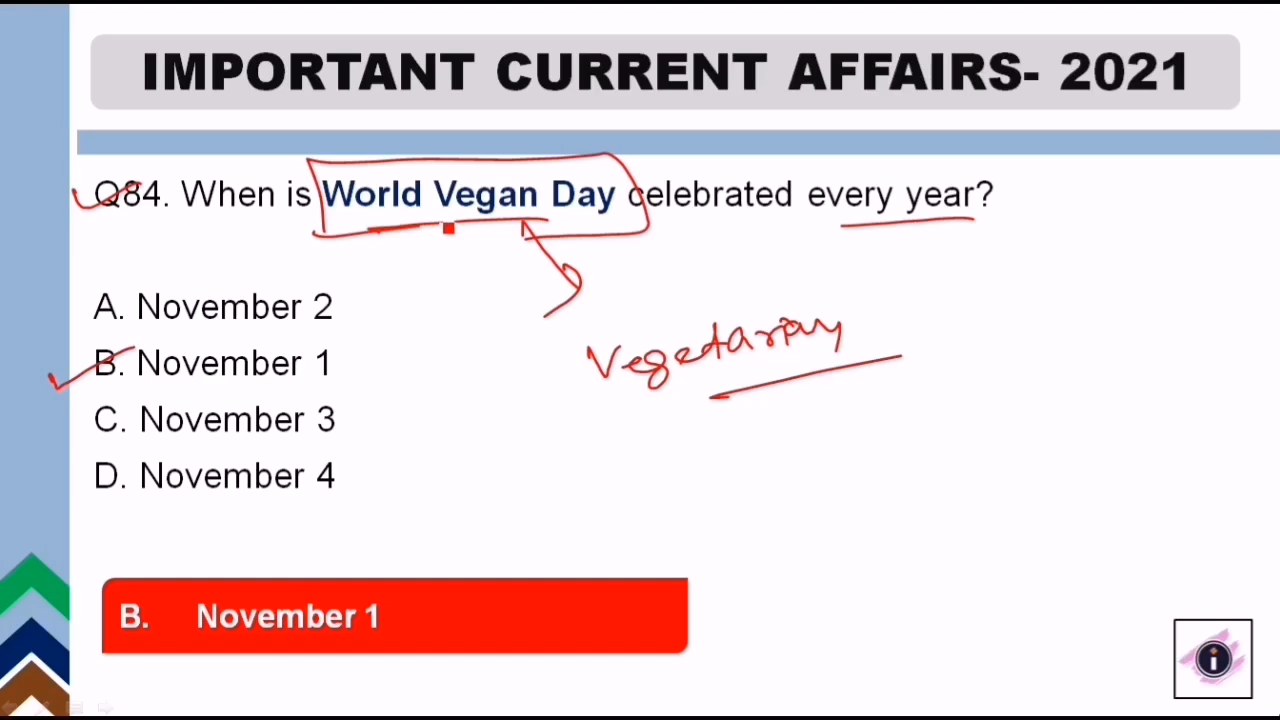 IMPORTANT CURRENT AFFAIRS- 2021
Q84. When is World Vegan Day celebrated every year?
A. November 2
B. November 1
Vegetarian
C. November 3
D. November 4
B. November 1
i